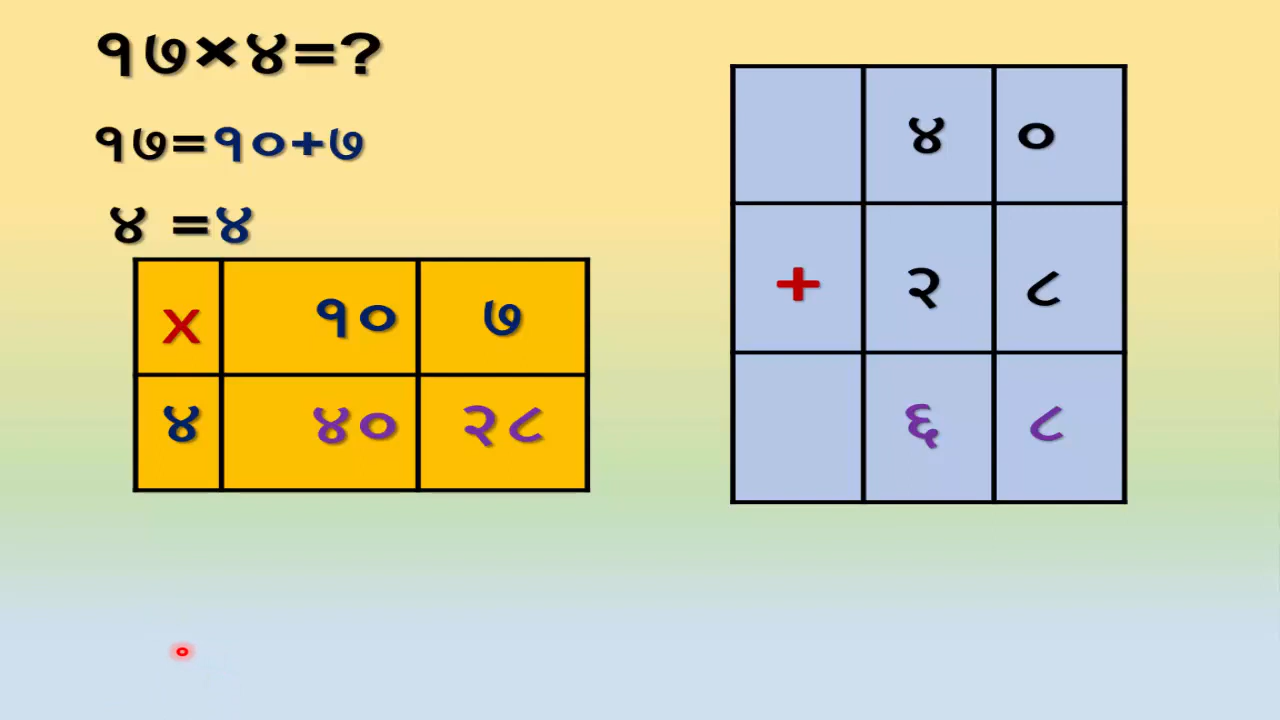 १७×४=?
१७=१०+७
४ =४
x १० ७
४ ४० २८
४ ०
+ २ ८
६ ८